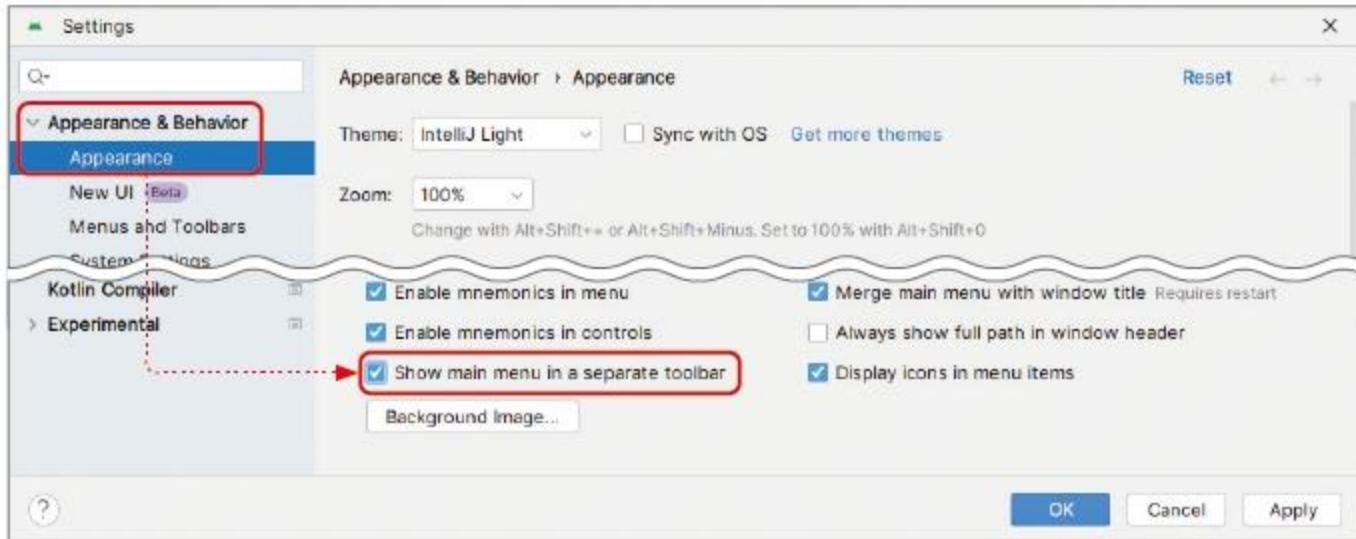 Settings
Appearance & Behavior › Appearance
Reset
Appearance & Behavior
Appearance
New UI Beta
Menus and Toolbars
System Settings
Kotlin Compiler
Experimental
Theme: IntelliJ Light Sync with OS Get more themes
Zoom: 100%
Change with Alt+Shift+= or Alt+Shift+Minus. Set to 100% with Alt+Shift+0
Enable mnemonics in menu
Merge main menu with window title Requires restart
Enable mnemonics in controls
Always show full path in window header
Show main menu in a separate toolbar
Display icons in menu items
Background Image...
?
OK Cancel Apply